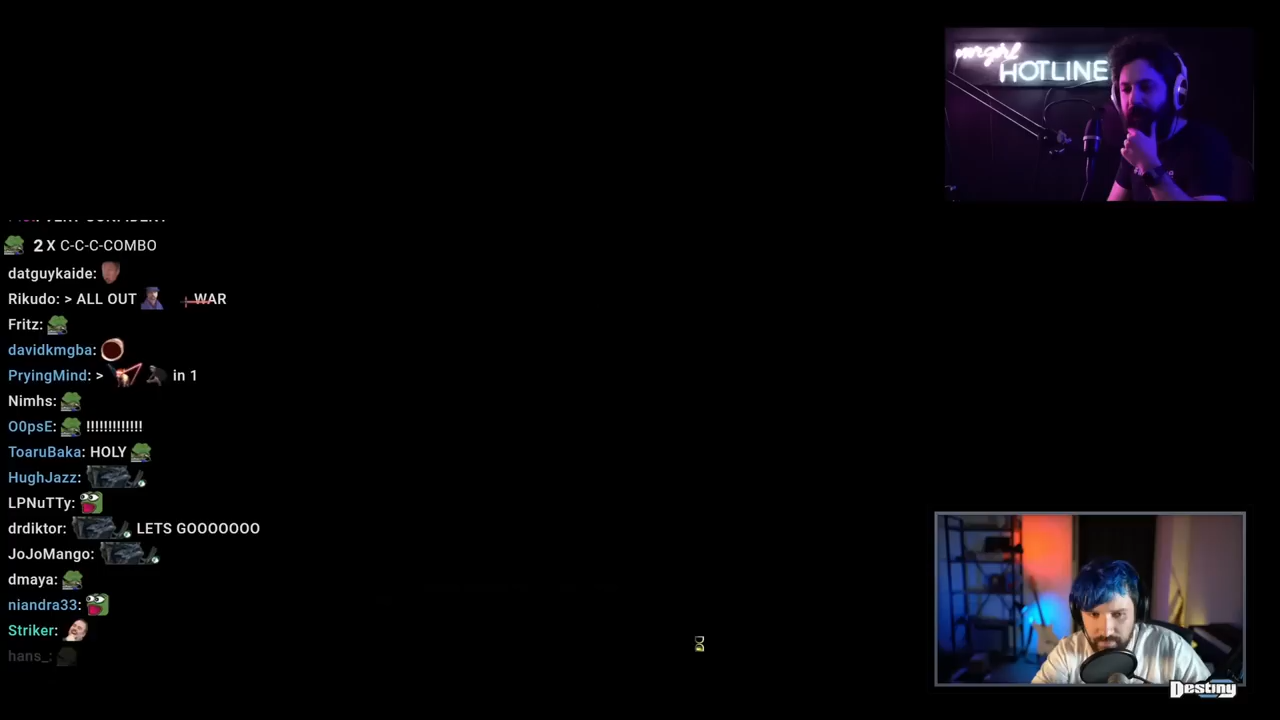 HOTLINE
2 X C-C-C-COMBO
datguykaide:
Rikudo: > ALL OUT WAR
Fritz:
davidkmgba:
PryingMind: > in 1
Nimhs:
O0psE: !!!!!!!!!!!!!
ToaruBaka: HOLY
HughJazz:
LPNuTTy:
drdiktor: LETS GOOOOOOO
JoJoMango:
dmaya:
niandra33:
Striker:
hans_:
Destiny